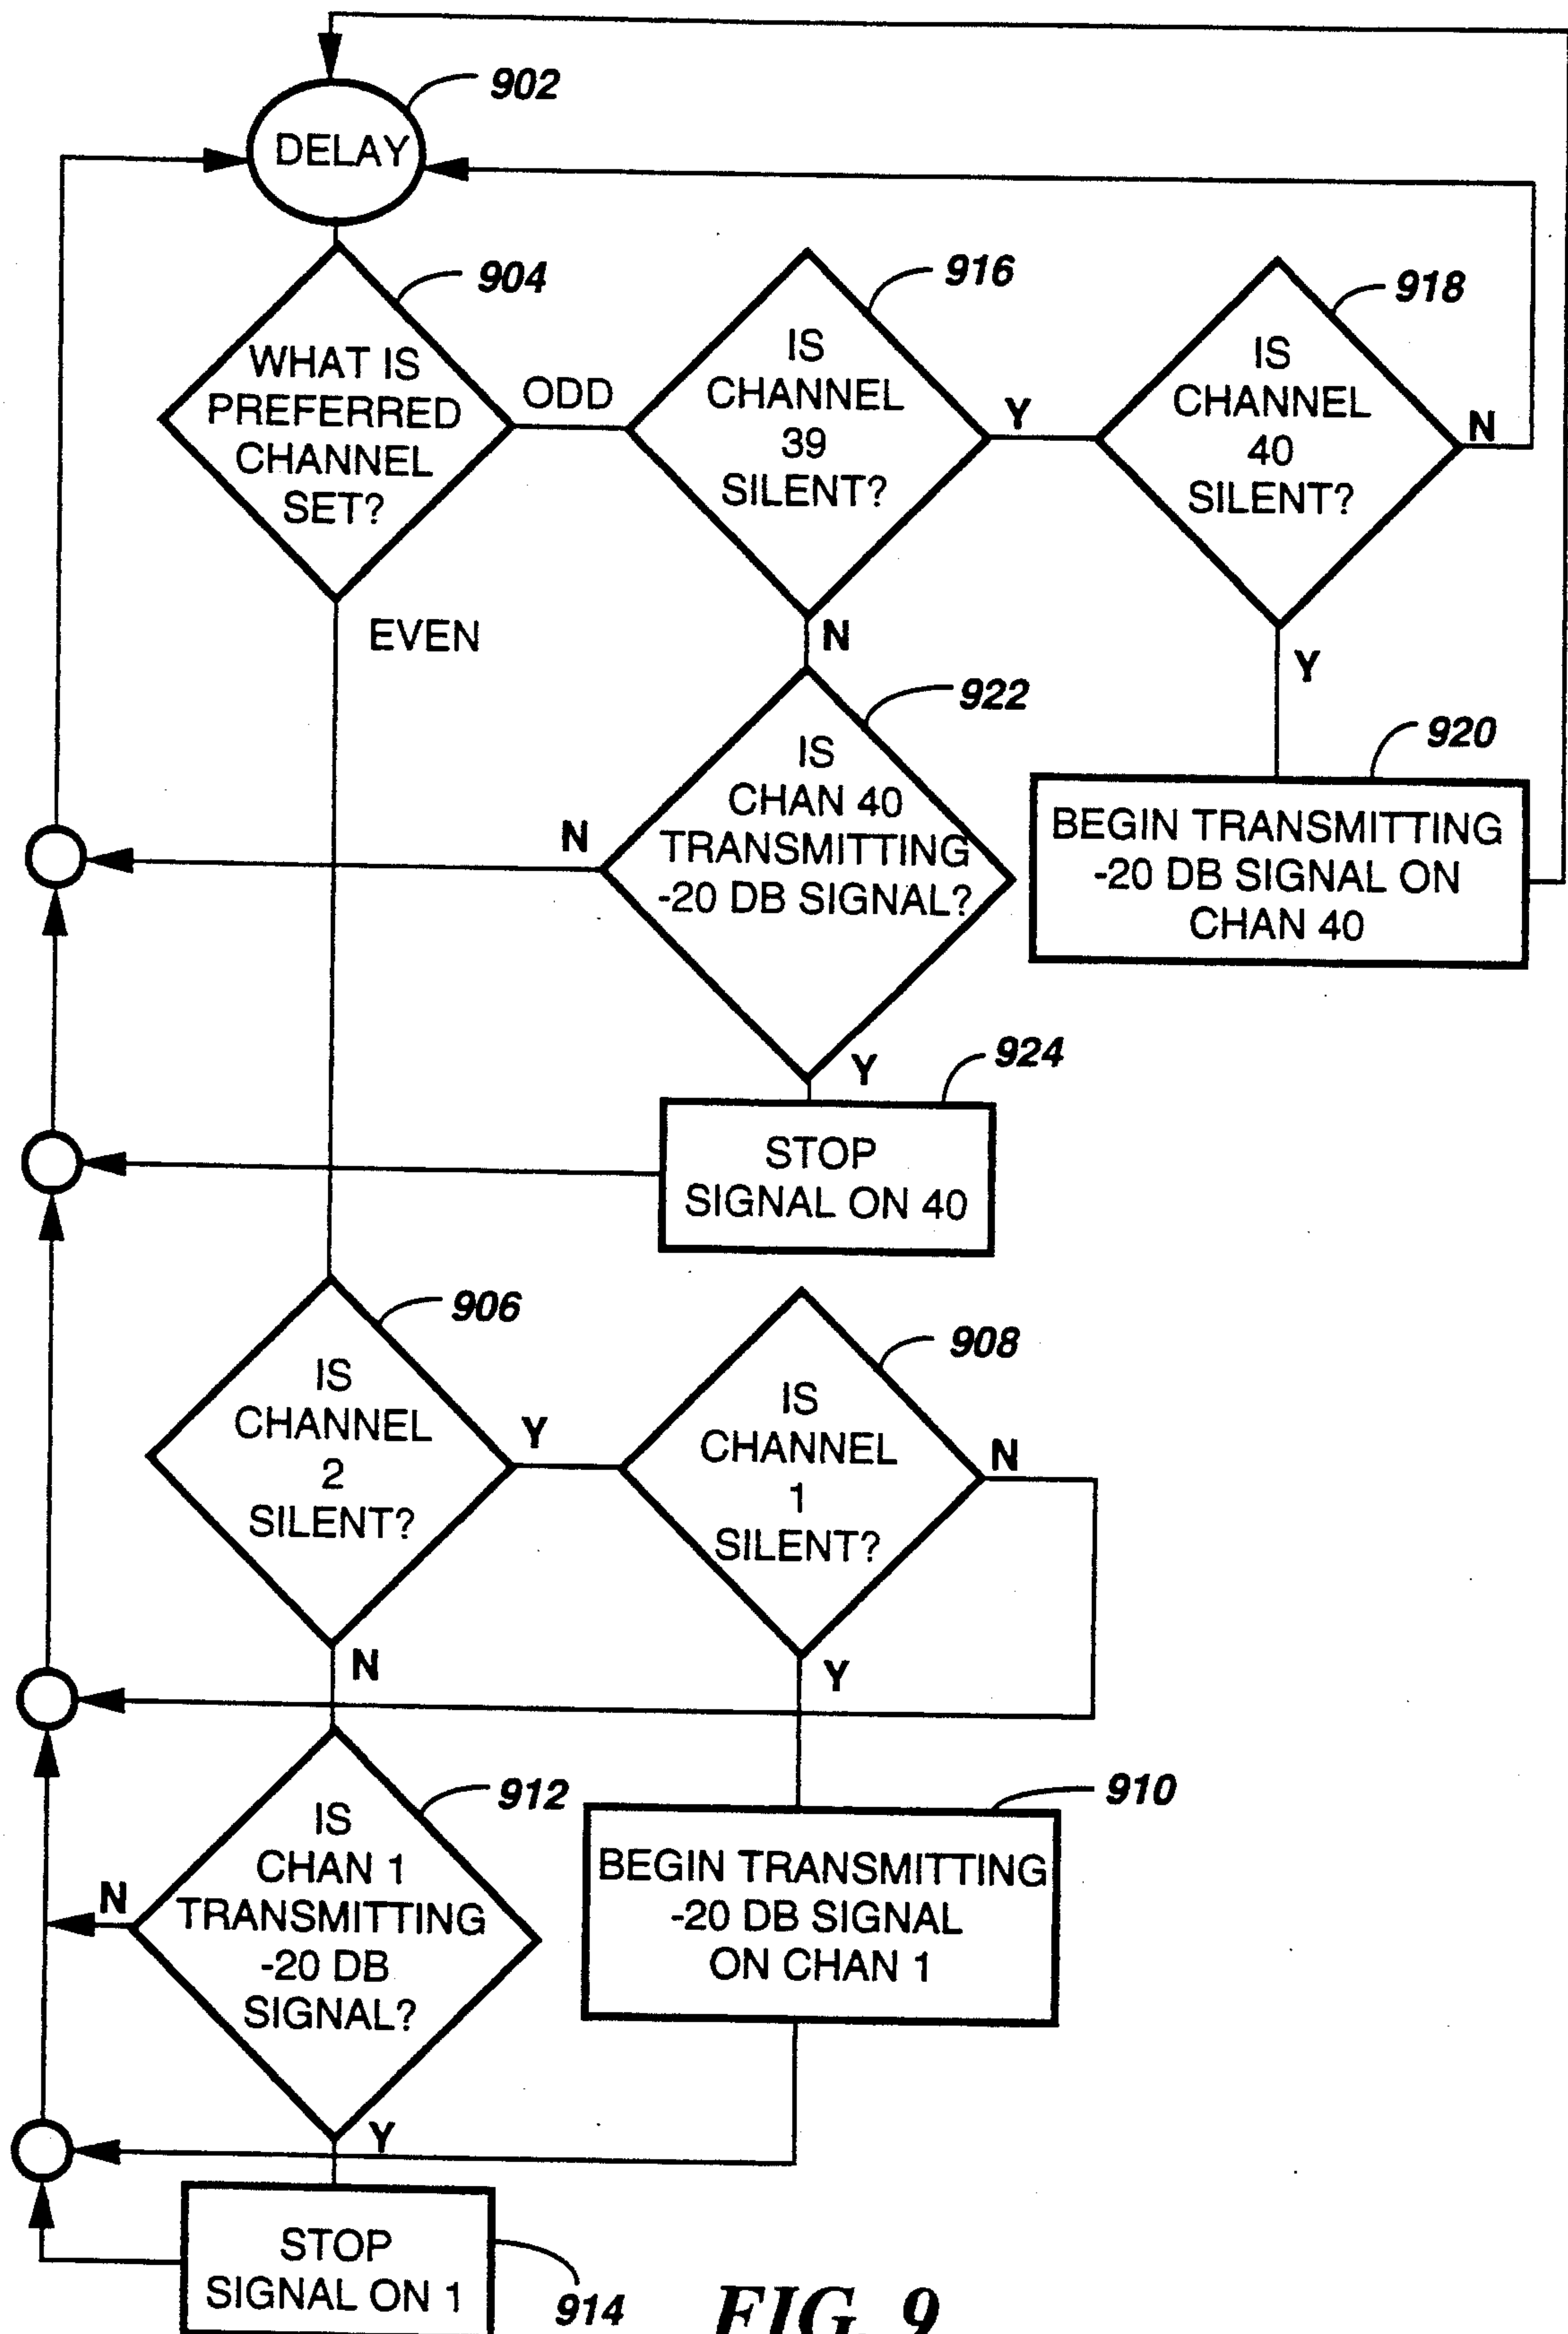 902
DELAY
904
WHAT IS
PREFERRED
CHANNEL
SET?
ODD
EVEN
916
IS
CHANNEL
39
SILENT?
Y
N
918
IS
CHANNEL
40
SILENT?
N
Y
922
IS
CHAN 40
TRANSMITTING
-20 DB SIGNAL?
N
Y
920
BEGIN TRANSMITTING
-20 DB SIGNAL ON
CHAN 40
924
STOP
SIGNAL ON 40
906
IS
CHANNEL
2
SILENT?
Y
N
908
IS
CHANNEL
1
SILENT?
N
Y
912
IS
CHAN 1
TRANSMITTING
-20 DB
SIGNAL?
N
Y
910
BEGIN TRANSMITTING
-20 DB SIGNAL
ON CHAN 1
STOP
SIGNAL ON 1
914
FIG. 9